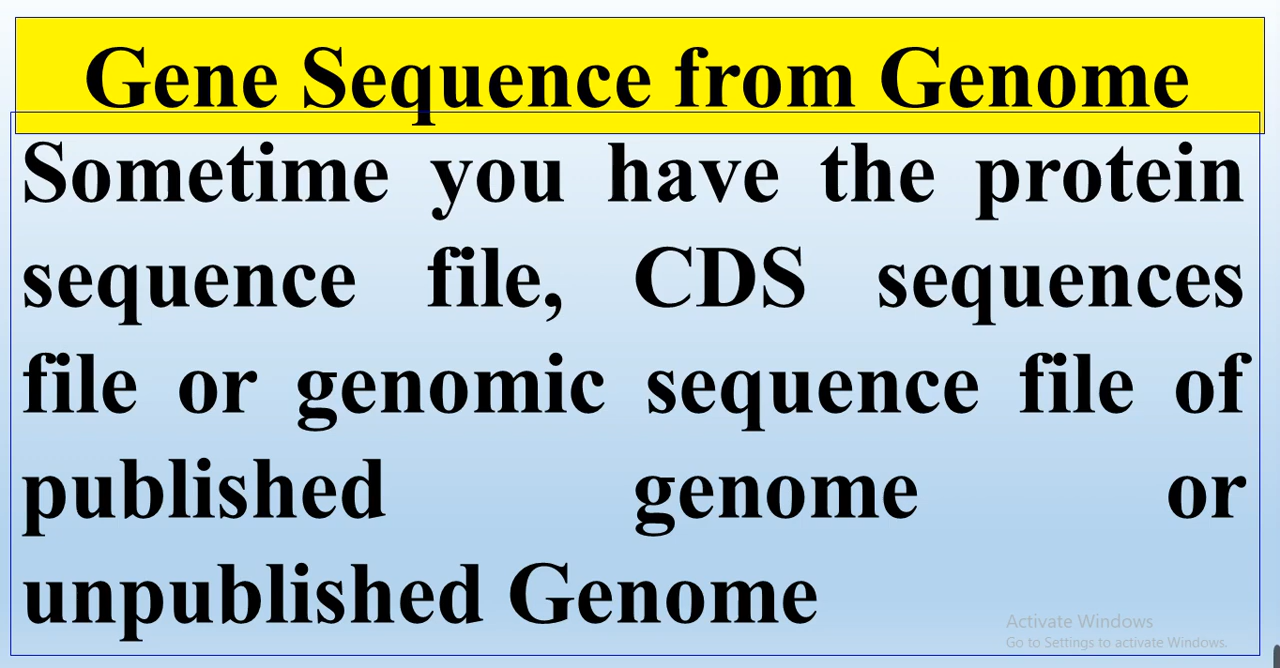 Gene Sequence from Genome
Sometime you have the protein
sequence file, CDS sequences
file or genomic sequence file of
published genome or
unpublished Genome
Activate Windows
Go to Settings to activate Windows.